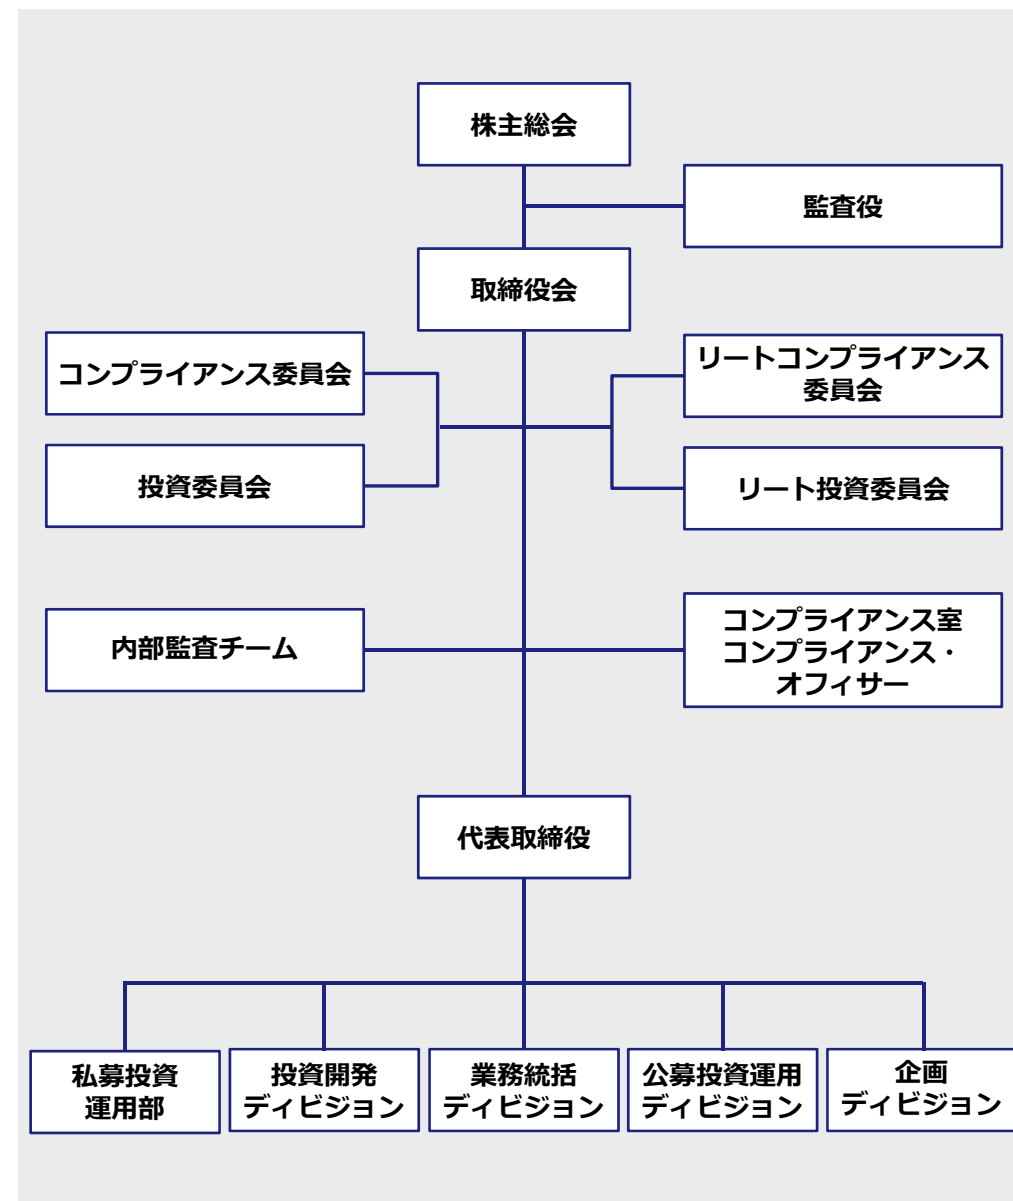 株主総会
監査役
取締役会
コンプライアンス委員会
リートコンプライアンス
委員会
投資委員会
リート投資委員会
内部監査チーム
コンプライアンス室
コンプライアンス・
オフィサー
代表取締役
私募投資
運用部
投資開発
ディビジョン
業務統括
ディビジョン
公募投資運用
ディビジョン
企画
ディビジョン